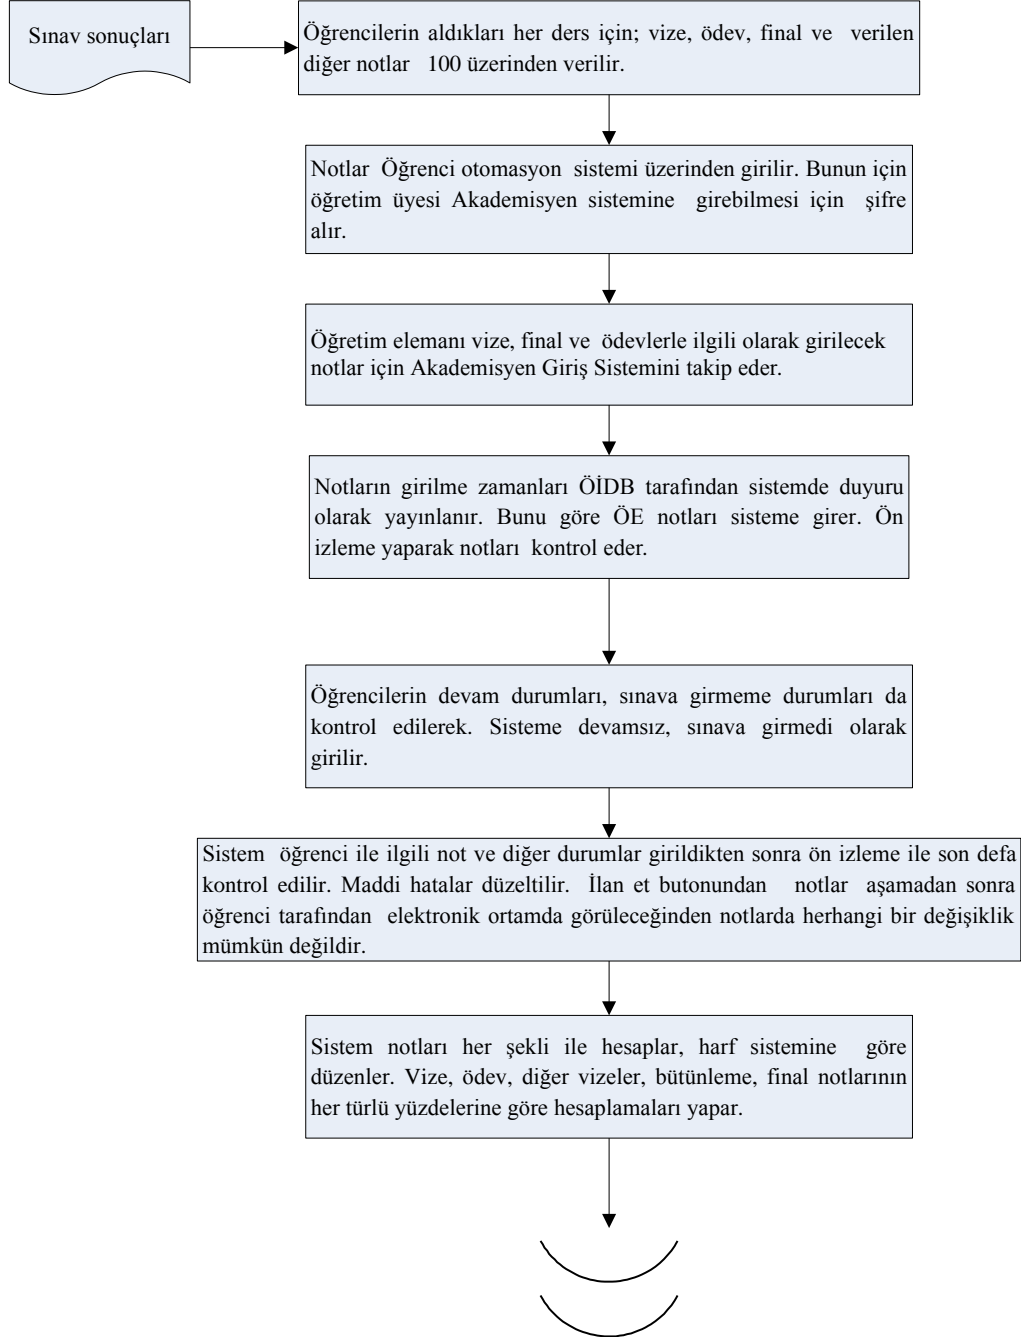 Sınav sonuçları
Öğrencilerin aldıkları her ders için; vize, ödev, final ve verilen
diğer notlar 100 üzerinden verilir.
Notlar Öğrenci otomasyon sistemi üzerinden girilir. Bunun için
öğretim üyesi Akademisyen sistemine girebilmesi için şifre
alır.
Öğretim elemanı vize, final ve ödevlerle ilgili olarak girilecek
notlar için Akademisyen Giriş Sistemini takip eder.
Notların girilme zamanları ÖİDB tarafından sistemde duyuru
olarak yayınlanır. Bunu göre ÖE notları sisteme girer. Ön
izleme yaparak notları kontrol eder.
Öğrencilerin devam durumları, sınava girmeme durumları da
kontrol edilerek. Sisteme devamsız, sınava girmedi olarak
girilir.
Sistem öğrenci ile ilgili not ve diğer durumlar girildikten sonra ön izleme ile son defa
kontrol edilir. Maddi hatalar düzeltilir. İlan et butonundan notlar aşamadan sonra
öğrenci tarafından elektronik ortamda görüleceğinden notlarda herhangi bir değişiklik
mümkün değildir.
Sistem notları her şekli ile hesaplar, harf sistemine göre
düzenler. Vize, ödev, diğer vizeler, bütünleme, final notlarının
her türlü yüzdelerine göre hesaplamaları yapar.